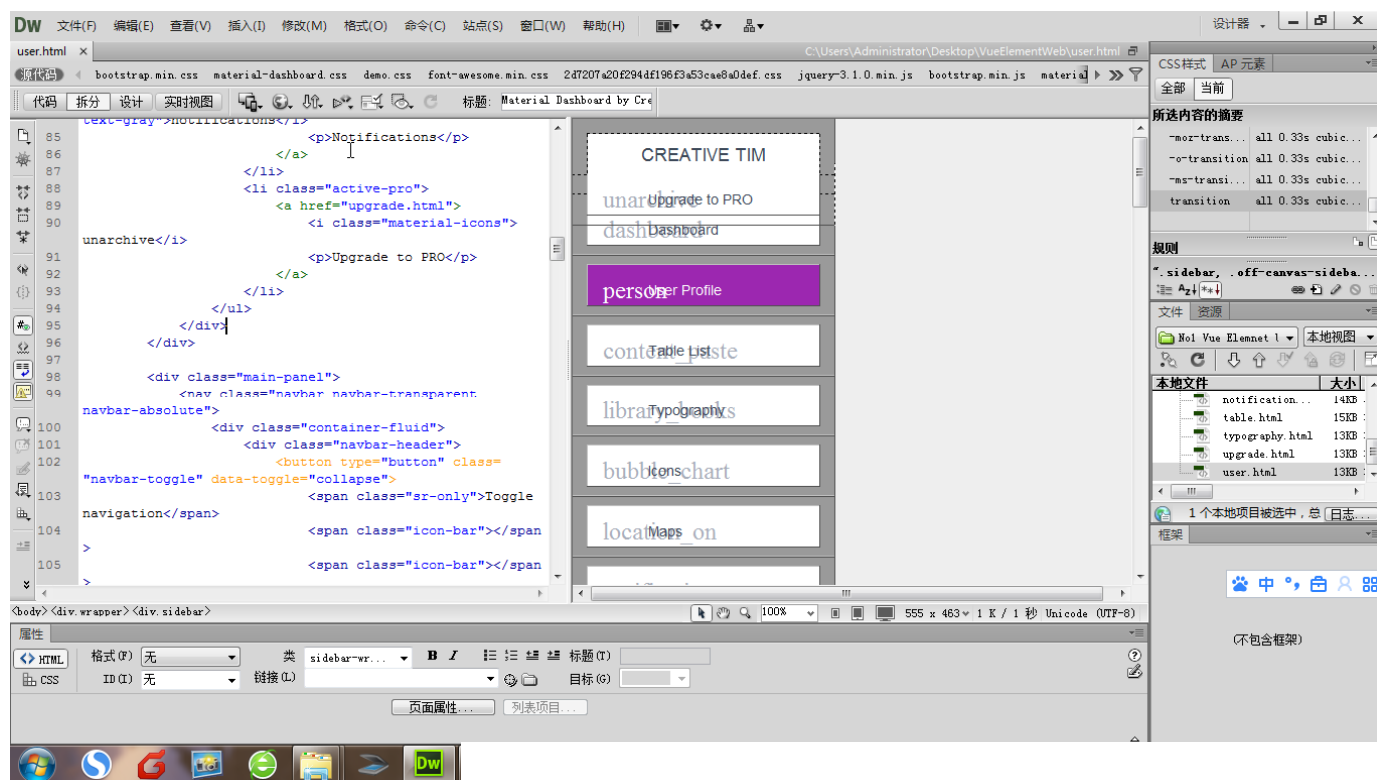 DW 文件(F) 编辑(E) 查看(V) 插入(I) 修改(M) 格式(O) 命令(C) 站点(S) 窗口(W) 帮助(H) 设计器
user.html × C:\Users\Administrator\Desktop\VueElementWeb\user.html
源代码 bootstrap.min.css material-dashboard.css demo.css font-awesome.min.css 2d7207a20f294df196f3a53cae8a0def.css jquery-3.1.0.min.js bootstrap.min.js material
代码 拆分 设计 实时视图 标题: Material Dashboard by Cre
text-gray">notifications</i>
85 <p>Notifications</p>
86 </a>
87 </li>
88 <li class="active-pro">
89 <a href="upgrade.html">
90 <i class="material-icons">
unarchive</i>
91 <p>Upgrade to PRO</p>
92 </a>
93 </li>
94 </ul>
95 </div>
96 </div>
97
98 <div class="main-panel">
99 <nav class="navbar navbar-transparent
navbar-absolute">
100 <div class="container-fluid">
101 <div class="navbar-header">
102 <button type="button" class=
"navbar-toggle" data-toggle="collapse">
103 <span class="sr-only">Toggle
navigation</span>
104 <span class="icon-bar"></span
>
105 <span class="icon-bar"></span
>
CREATIVE TIM
unarchive Upgrade to PRO
dashboard Dashboard
person User Profile
content_paste Table List
library_books Typography
bubble_chart Icons
location_on Maps
CSS样式 AP 元素
全部 当前
所选内容的摘要
-moz-trans... all 0.33s cubic...
-o-transition all 0.33s cubic...
-ms-transi... all 0.33s cubic...
transition all 0.33s cubic...
规则
".sidebar, .off-canvas-sideba...
文件 资源
No1 Vue Elemnet l 本地视图
本地文件 大小
notification... 14KB
table.html 15KB
typography.html 13KB
upgrade.html 13KB
user.html 13KB
1 个本地项目被选中，总 日志...
框架
中
(不包含框架)
<body> <div.wrapper> <div.sidebar> 100% 555 x 463 1 K / 1 秒 Unicode (UTF-8)
属性
<> HTML 格式(F) 无 类 sidebar-wr... B I 标题(T)
CSS ID(I) 无 链接(L) 目标(G)
页面属性... 列表项目...
Dw